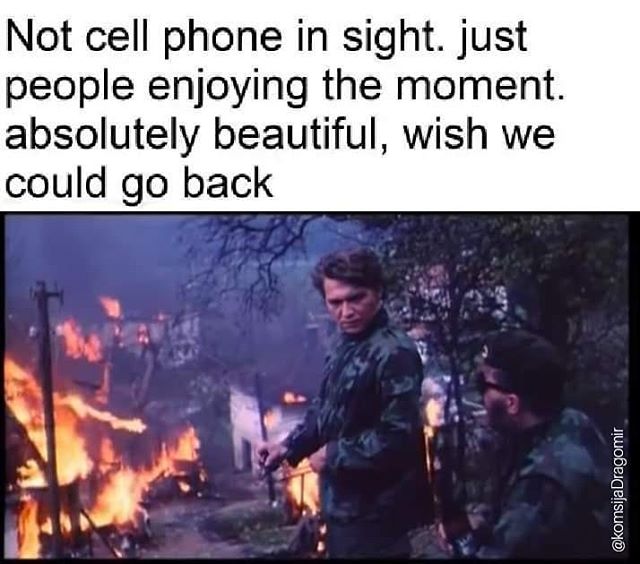 Not cell phone in sight. just
people enjoying the moment.
absolutely beautiful, wish we
could go back
@komsijaDragomir